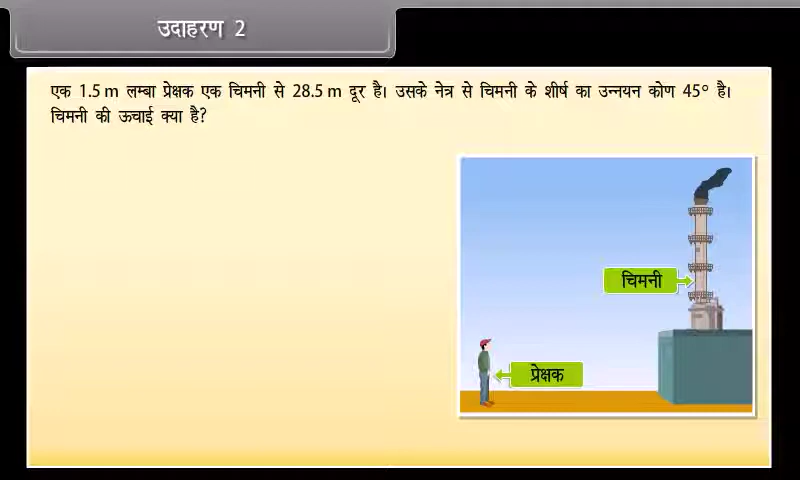 उदाहरण 2
एक 1.5 m लम्बा प्रेक्षक एक चिमनी से 28.5 m दूर है। उसके नेत्र से चिमनी के शीर्ष का उन्नयन कोण 45° है।
चिमनी की ऊचाई क्या है?
चिमनी
प्रेक्षक